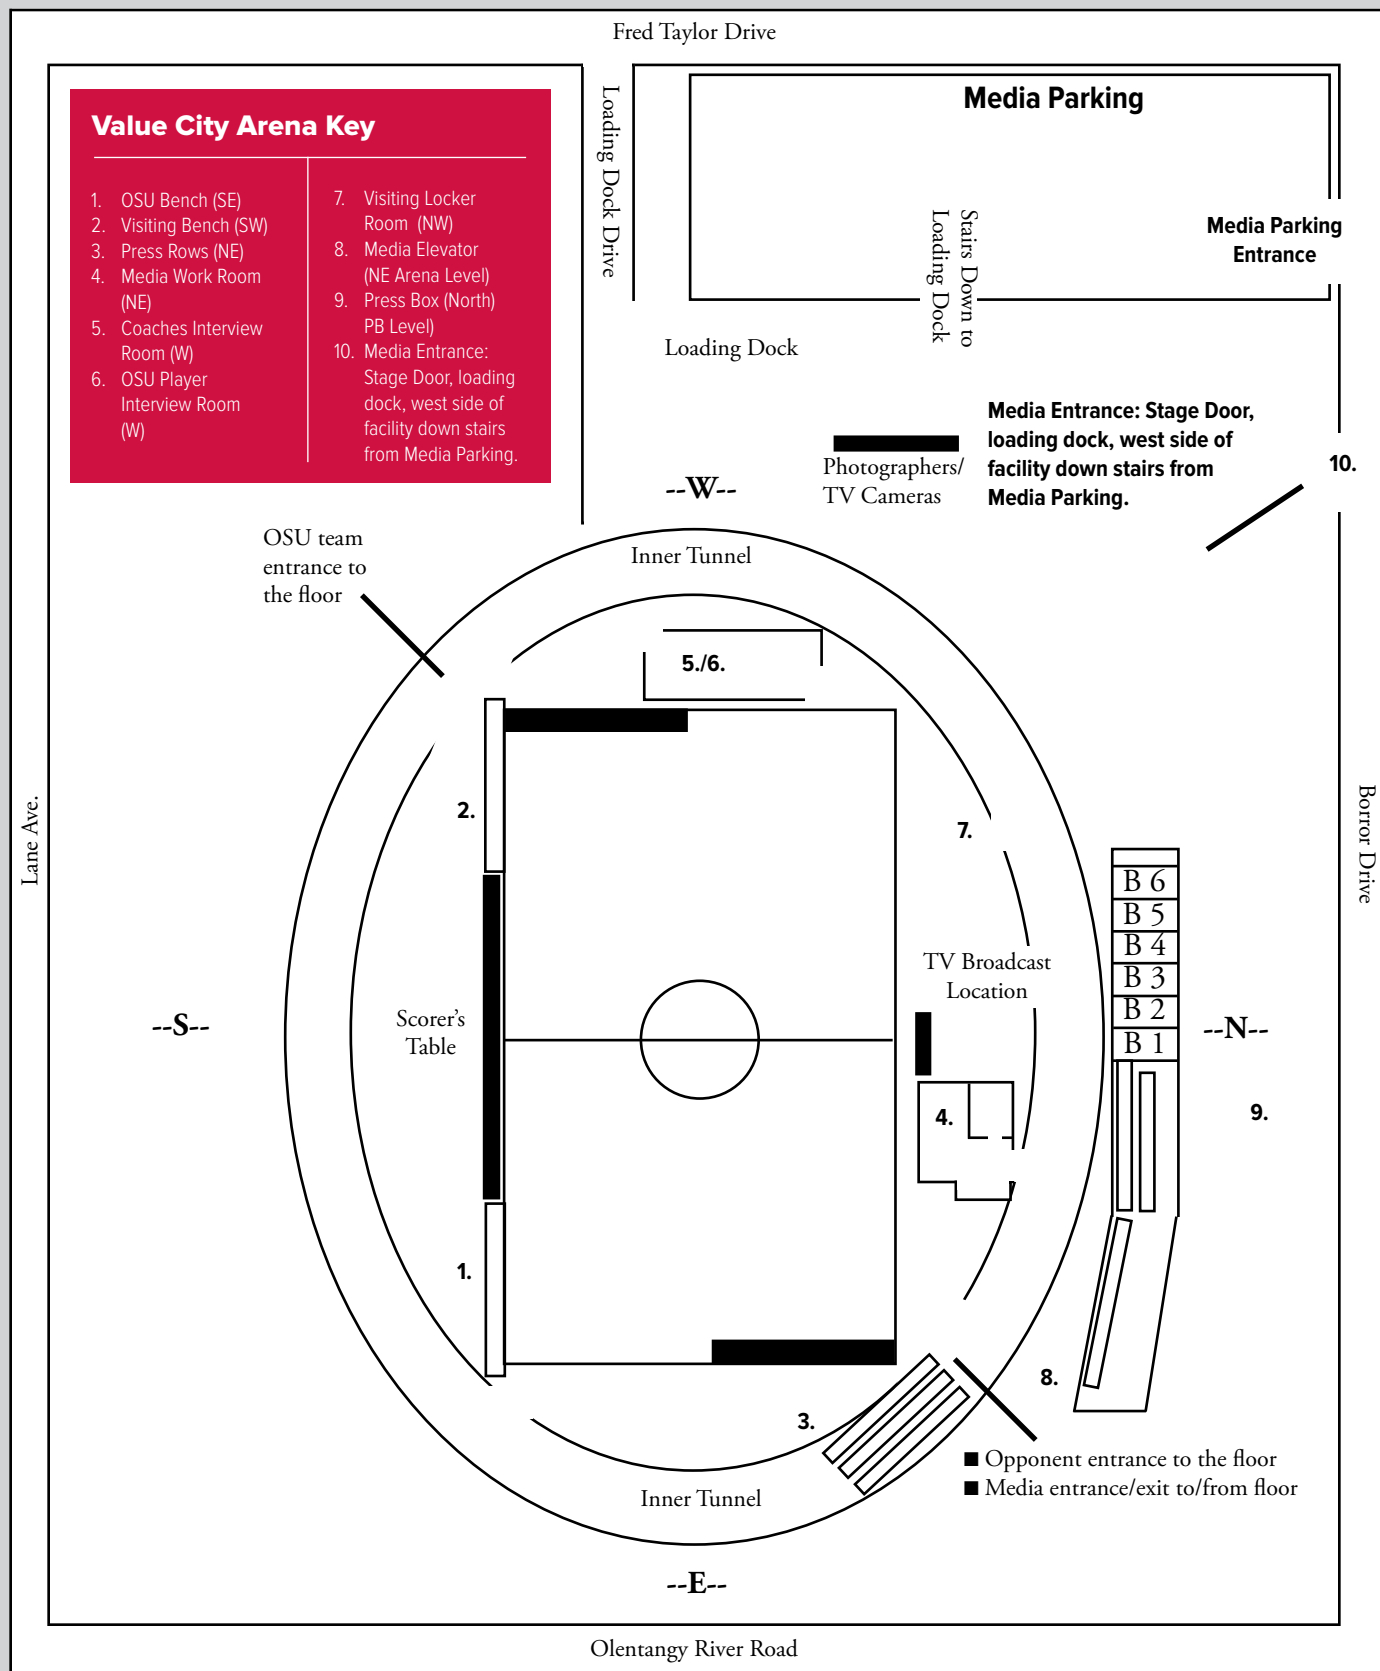 Fred Taylor Drive
Value City Arena Key
1. OSU Bench (SE)
2. Visiting Bench (SW)
3. Press Rows (NE)
4. Media Work Room
(NE)
5. Coaches Interview
Room (W)
6. OSU Player
Interview Room
(W)
7. Visiting Locker
Room (NW)
8. Media Elevator
(NE Arena Level)
9. Press Box (North)
PB Level)
10. Media Entrance:
Stage Door, loading
dock, west side of
facility down stairs
from Media Parking.
Loading Dock Drive
Media Parking
Stairs Down to
Loading Dock
Media Parking
Entrance
Loading Dock
Photographers/
TV Cameras
Media Entrance: Stage Door,
loading dock, west side of
facility down stairs from
Media Parking.
10.
--W--
OSU team
entrance to
the floor
Inner Tunnel
5./6.
2.
7.
Lane Ave.
Borror Drive
B 6
B 5
B 4
B 3
B 2
B 1
TV Broadcast
Location
--S--
Scorer's
Table
--N--
4.
9.
1.
8.
3.
■ Opponent entrance to the floor
■ Media entrance/exit to/from floor
Inner Tunnel
--E--
Olentangy River Road